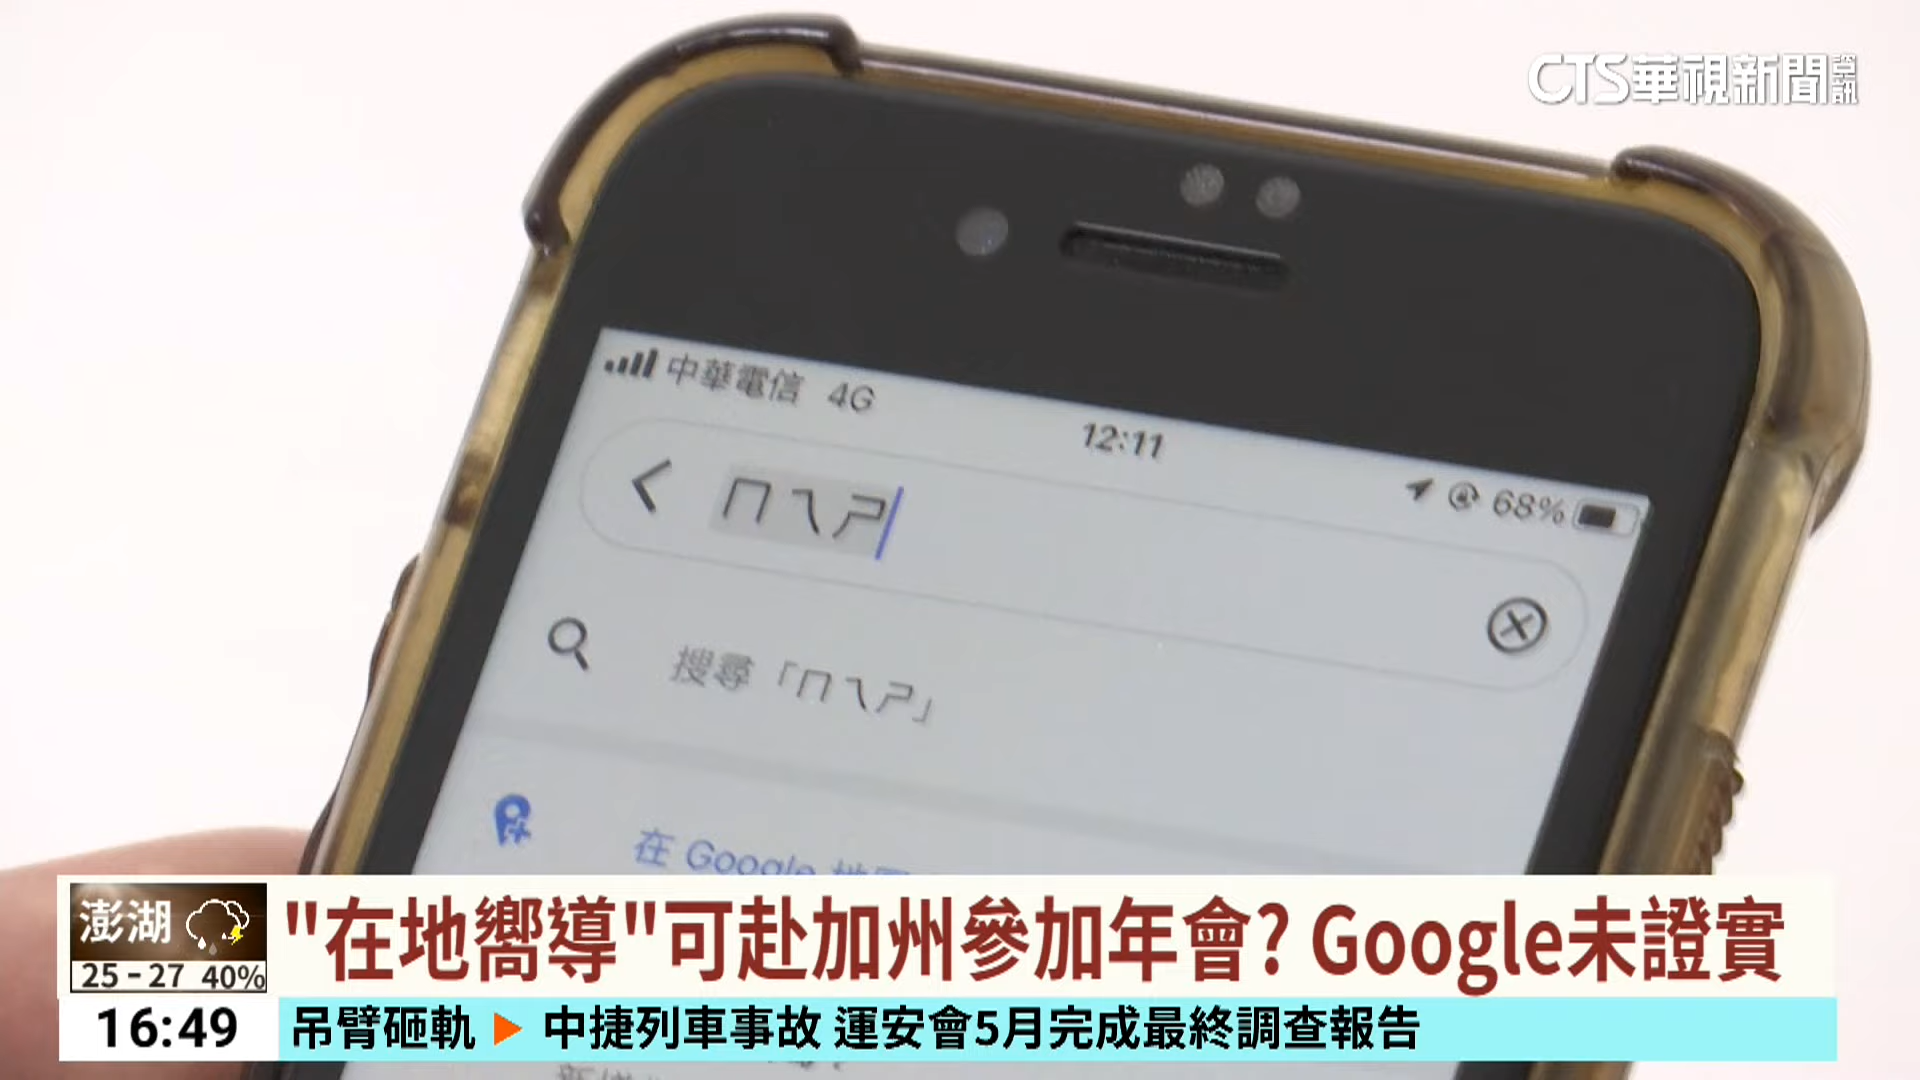 CTS華視新聞資訊
中華電信 4G
12:11
68%
ㄇㄟㄕ
搜尋「ㄇㄟㄕ」
在 Google 地
澎湖
25-27 40%
"在地嚮導"可赴加州參加年會? Google未證實
16:49
吊臂砸軌 ▶ 中捷列車事故 運安會5月完成最終調查報告